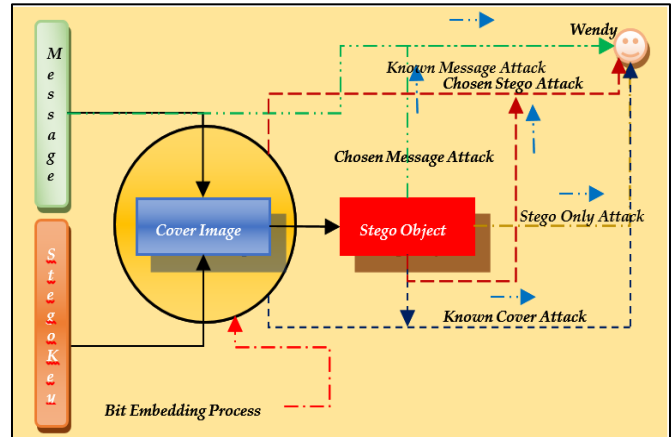 Message
Wendy
Known Message Attack
Chosen Stego Attack
Chosen Message Attack
Cover Image
Stego Object
Stego Only Attack
StegoKey
Known Cover Attack
Bit Embedding Process